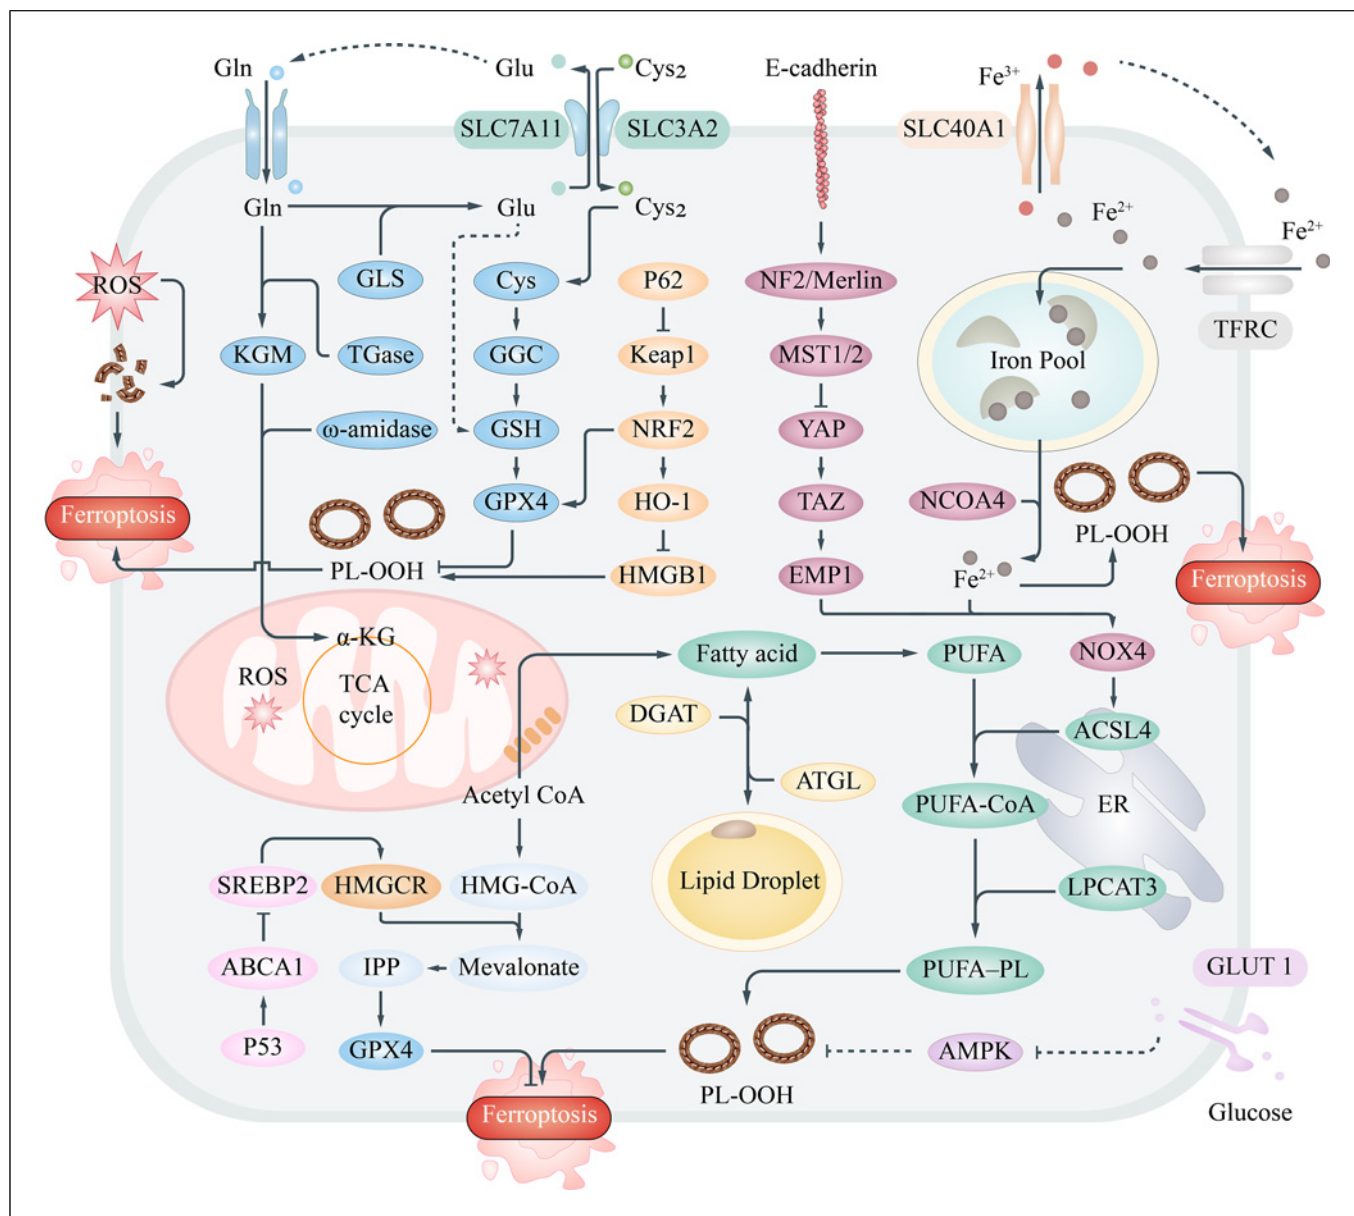 Gln
Glu
Cys2
E-cadherin
Fe³⁺
SLC7A11
SLC3A2
SLC40A1
Gln
Glu
Cys2
Fe²⁺
Fe²⁺
ROS
GLS
Cys
P62
NF2/Merlin
TFRC
KGM
TGase
GGC
Keap1
MST1/2
Iron Pool
ω-amidase
GSH
NRF2
YAP
GPX4
HO-1
TAZ
NCOA4
Ferroptosis
PL-OOH
PL-OOH
HMGB1
EMP1
Fe²⁺
Ferroptosis
α-KG
Fatty acid
PUFA
NOX4
ROS
TCA
cycle
DGAT
ACSL4
ATGL
Acetyl CoA
PUFA-CoA
ER
SREBP2
HMGCR
HMG-CoA
Lipid Droplet
LPCAT3
ABCA1
IPP
Mevalonate
PUFA–PL
GLUT 1
P53
GPX4
AMPK
PL-OOH
Ferroptosis
Glucose